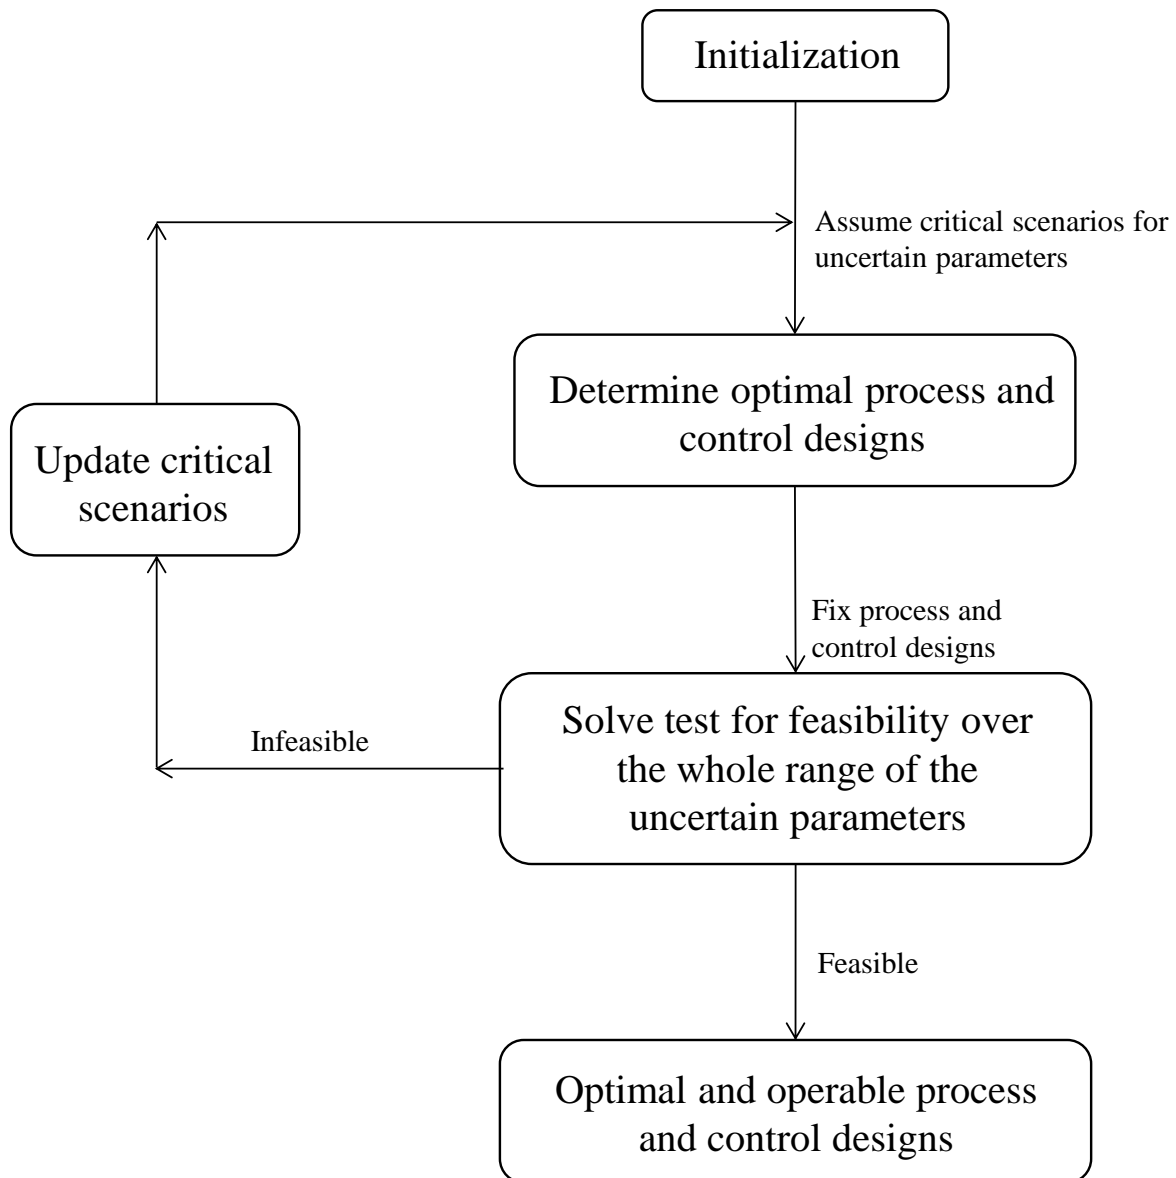 Initialization
Assume critical scenarios for
uncertain parameters
Determine optimal process and
control designs
Update critical
scenarios
Fix process and
control designs
Solve test for feasibility over
the whole range of the
uncertain parameters
Infeasible
Feasible
Optimal and operable process
and control designs